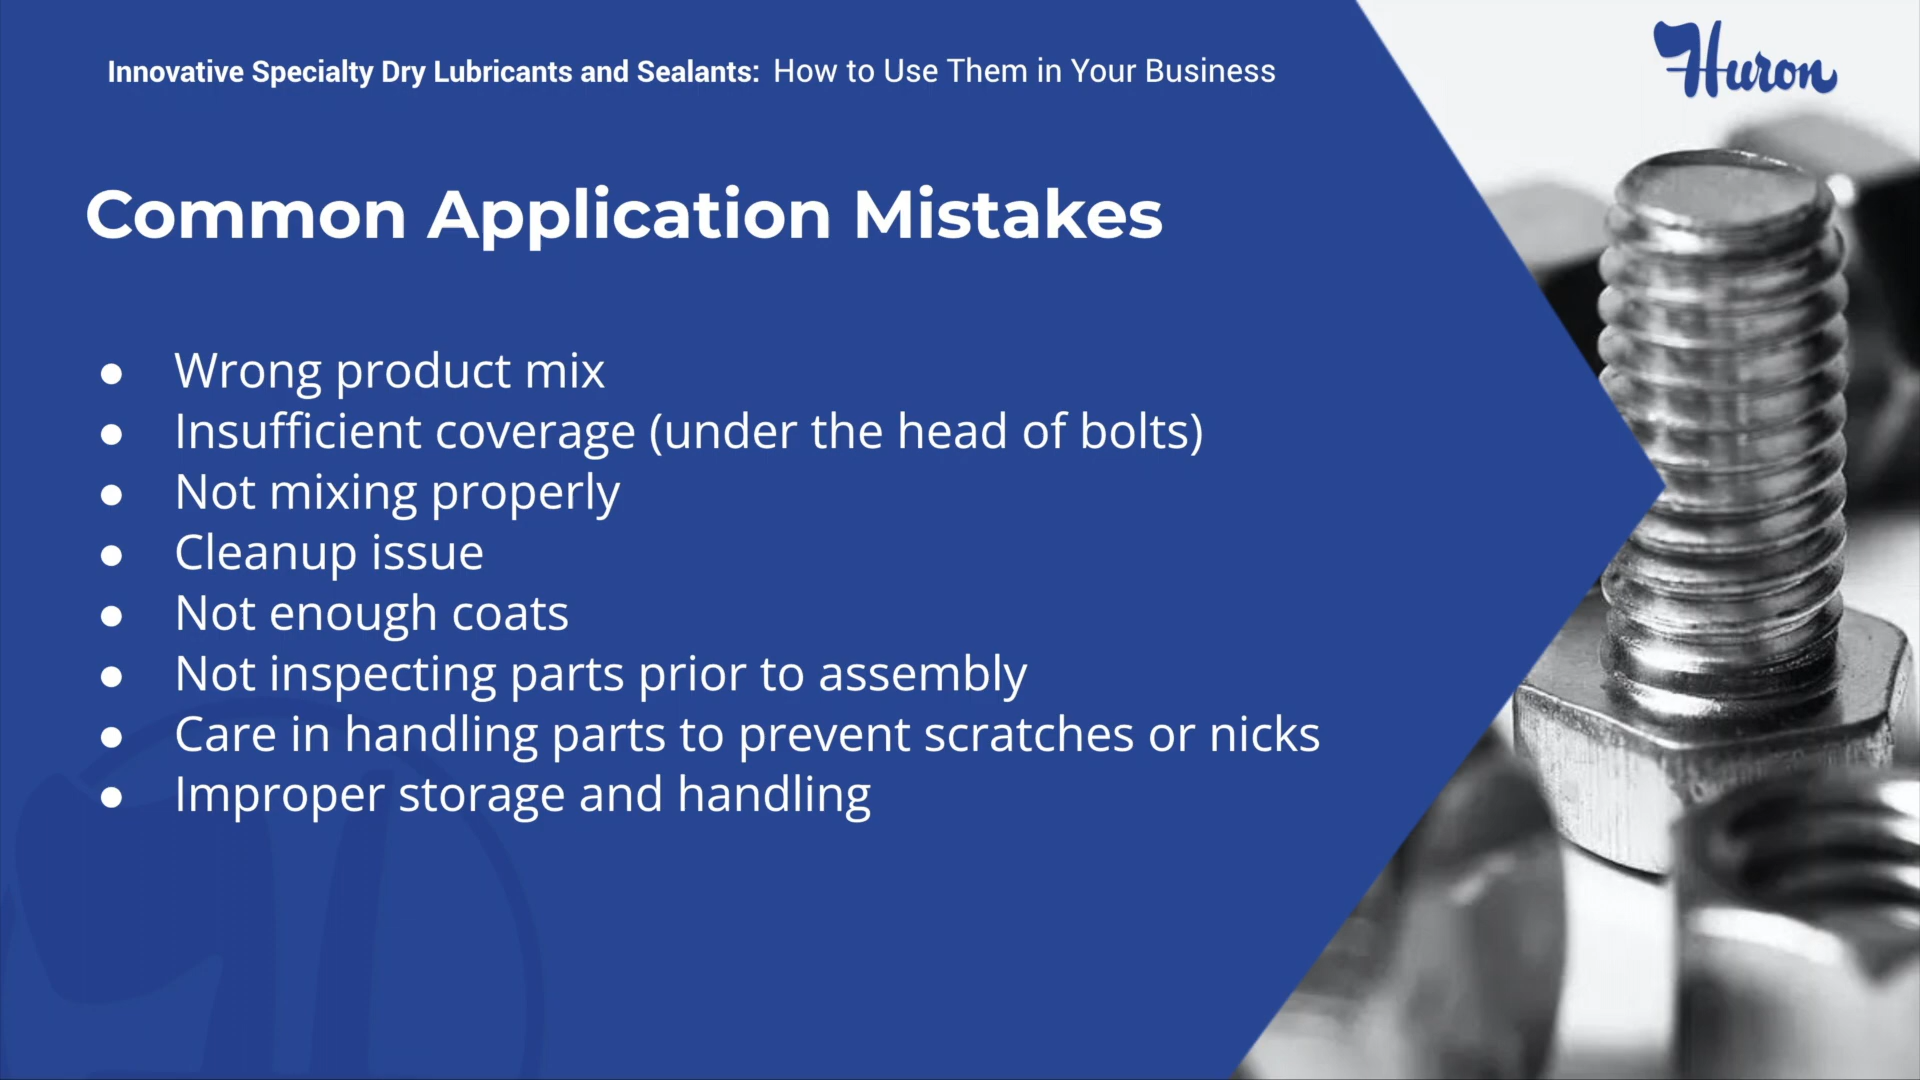 Innovative Specialty Dry Lubricants and Sealants: How to Use Them in Your Business
Huron
Common Application Mistakes
● Wrong product mix
● Insufficient coverage (under the head of bolts)
● Not mixing properly
● Cleanup issue
● Not enough coats
● Not inspecting parts prior to assembly
● Care in handling parts to prevent scratches or nicks
● Improper storage and handling